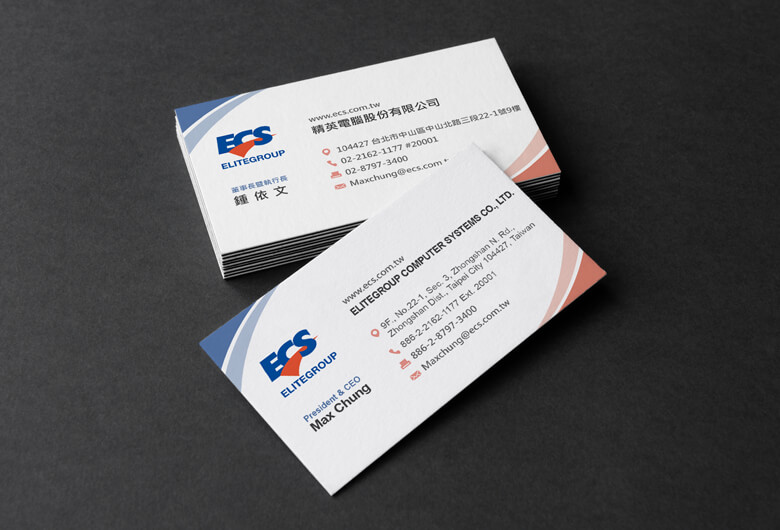 www.ecs.com.tw
精英電腦股份有限公司
ECS
ELITEGROUP
104427 台北市中山區中山北路三段22-1號9樓
02-2162-1177 #20001
02-8797-3400
Maxchung@ecs.com.tw
董事長暨執行長
鍾依文
www.ecs.com.tw
ELITEGROUP COMPUTER SYSTEMS CO., LTD.
9F., No.22-1, Sec. 3, Zhongshan N. Rd.,
Zhongshan Dist., Taipei City 104427, Taiwan
886-2-2162-1177 Ext. 20001
886-2-8797-3400
Maxchung@ecs.com.tw
ECS
ELITEGROUP
President & CEO
Max Chung